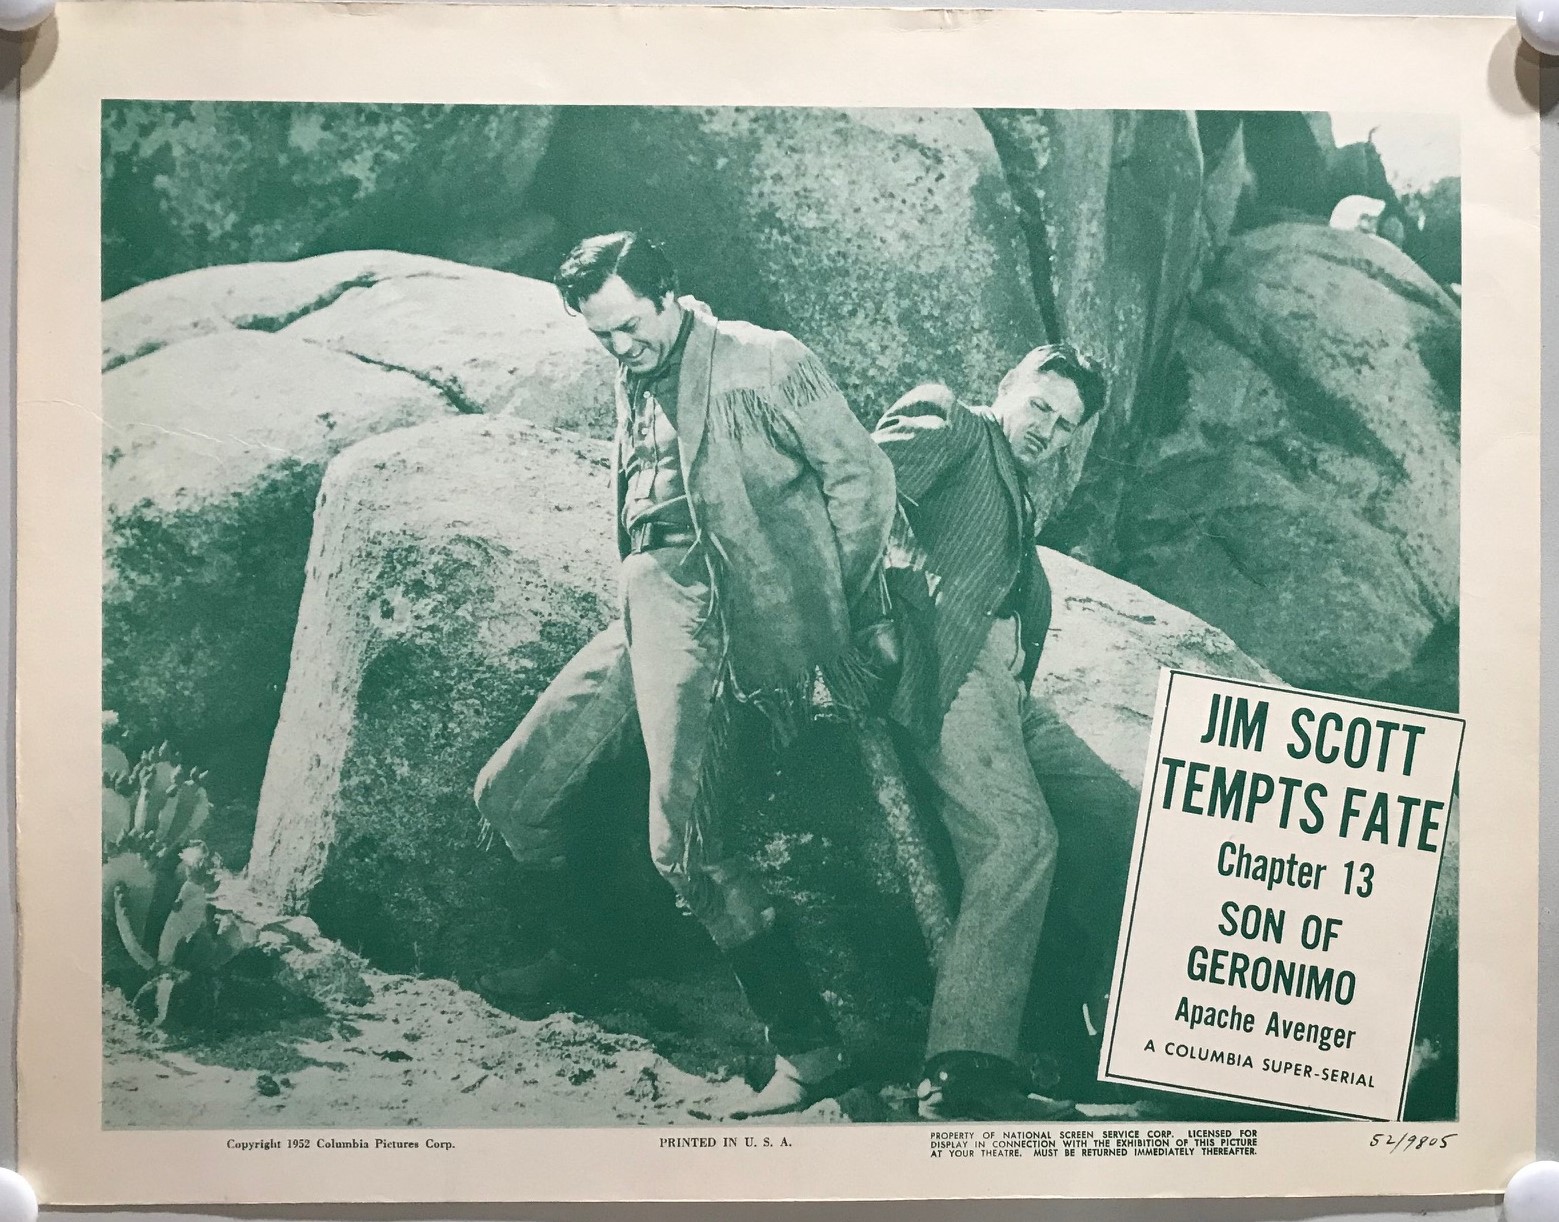 JIM SCOTT
TEMPTS FATE
Chapter 13
SON OF
GERONIMO
Apache Avenger
A COLUMBIA SUPER-SERIAL
Copyright 1952 Columbia Pictures Corp.
PRINTED IN U. S. A.
PROPERTY OF NATIONAL SCREEN SERVICE CORP. LICENSED FOR
DISPLAY IN CONNECTION WITH THE EXHIBITION OF THIS PICTURE
AT YOUR THEATRE. MUST BE RETURNED IMMEDIATELY THEREAFTER.
52/9805